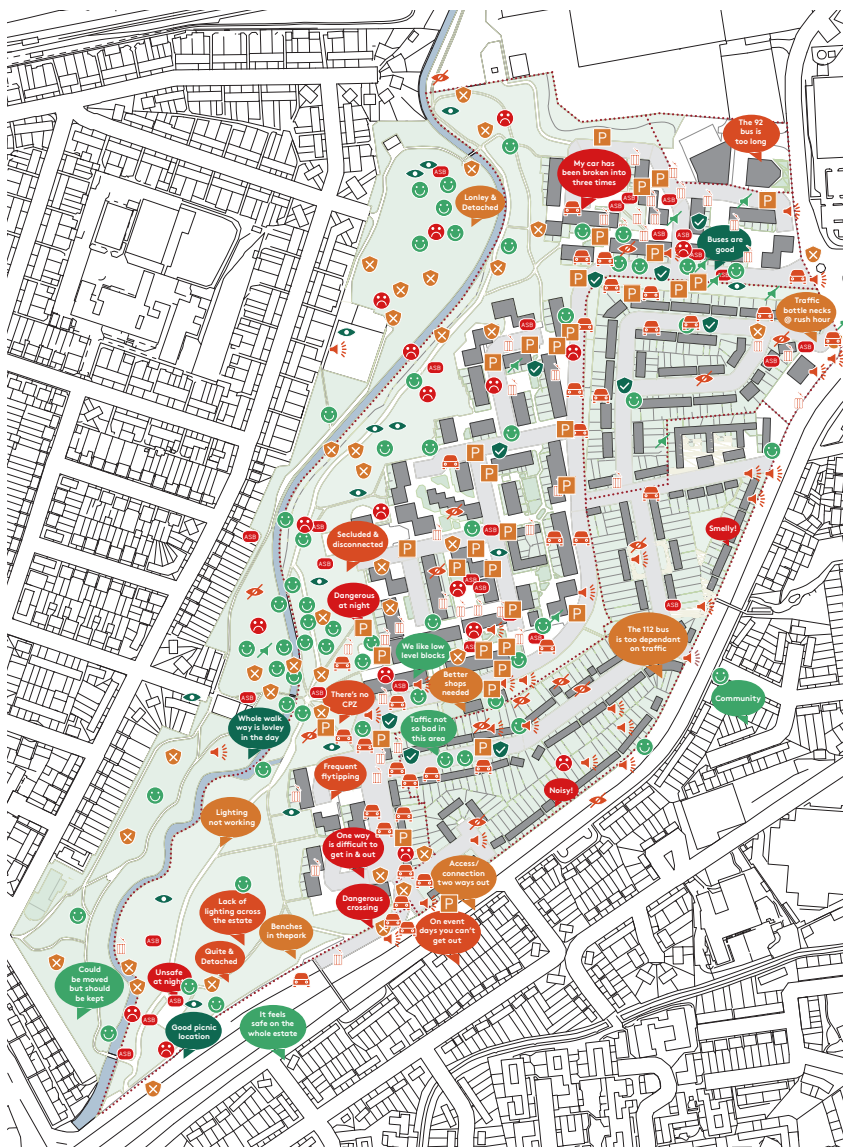 The 92
bus is
too long
My car has
been broken into
three times
Lonley &
Detached
Buses are
good
Traffic
bottle necks
@ rush hour
Smelly!
Secluded &
disconnected
Dangerous
at night
The 112 bus
is too dependant
on traffic
We like low
level blocks
Better
shops
needed
There's no
CPZ
Community
Whole walk
way is lovley
in the day
Taffic not
so bad in
this area
Frequent
flytipping
Noisy!
Lighting
not working
One way
is difficult to
get in & out
Access/
connection
two ways out
Lack of
lighting across
the estate
Dangerous
crossing
On event
days you can't
get out
Benches
in thepark
Quite &
Detached
Could
be moved
but should
be kept
Unsafe
at night
Good picnic
location
It feels
safe on the
whole estate